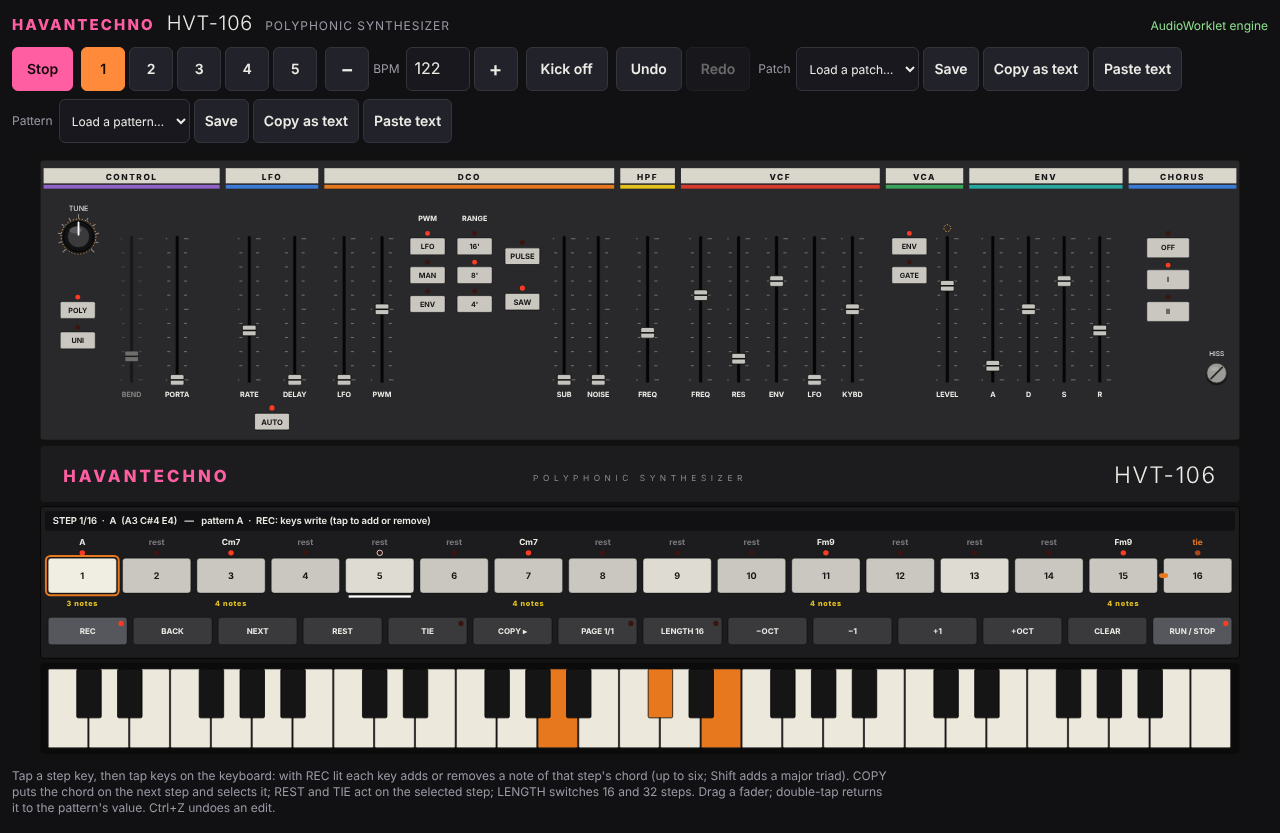 HAVANTECHNO HVT-106 POLYPHONIC SYNTHESIZER AudioWorklet engine
Stop 1 2 3 4 5 − BPM 122 + Kick off Undo Redo Patch Load a patch... Save Copy as text Paste text
Pattern Load a pattern... Save Copy as text Paste text
CONTROL LFO DCO HPF VCF VCA ENV CHORUS
TUNE
PWM RANGE
LFO 16' ENV OFF
PULSE
MAN 8' GATE I
SAW
POLY ENV 4' II
UNI
HISS
BEND PORTA RATE DELAY LFO PWM SUB NOISE FREQ FREQ RES ENV LFO KYBD LEVEL A D S R
AUTO
HAVANTECHNO POLYPHONIC SYNTHESIZER HVT-106
STEP 1/16 · A (A3 C#4 E4) — pattern A · REC: keys write (tap to add or remove)
A rest Cm7 rest rest rest Cm7 rest rest rest Fm9 rest rest rest Fm9 tie
1 2 3 4 5 6 7 8 9 10 11 12 13 14 15 16
3 notes 4 notes 4 notes 4 notes 4 notes
REC BACK NEXT REST TIE COPY ▸ PAGE 1/1 LENGTH 16 −OCT −1 +1 +OCT CLEAR RUN / STOP
Tap a step key, then tap keys on the keyboard: with REC lit each key adds or removes a note of that step's chord (up to six; Shift adds a major triad). COPY
puts the chord on the next step and selects it; REST and TIE act on the selected step; LENGTH switches 16 and 32 steps. Drag a fader; double-tap returns
it to the pattern's value. Ctrl+Z undoes an edit.